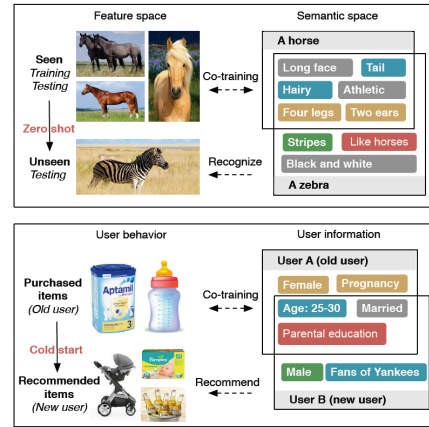 Feature space
Semantic space
A horse
Seen
Training
Testing
Long face
Tail
Co-training
Hairy
Athletic
Four legs
Two ears
Zero shot
Unseen
Testing
Recognize
Stripes
Like horses
Black and white
A zebra
User behavior
User information
User A (old user)
Purchased
items
(Old user)
Aptamil
3
Co-training
Female
Pregnancy
Age: 25-30
Married
Parental education
Cold start
Recommended
items
(New user)
Pampers
Recommend
Male
Fans of Yankees
User B (new user)